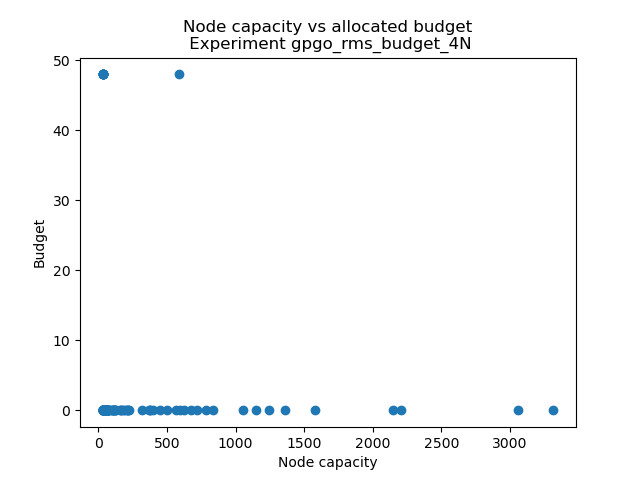 Node capacity vs allocated budget
Experiment gpgo_rms_budget_4N
50
40
30
20
10
0
Budget
0 500 1000 1500 2000 2500 3000
Node capacity